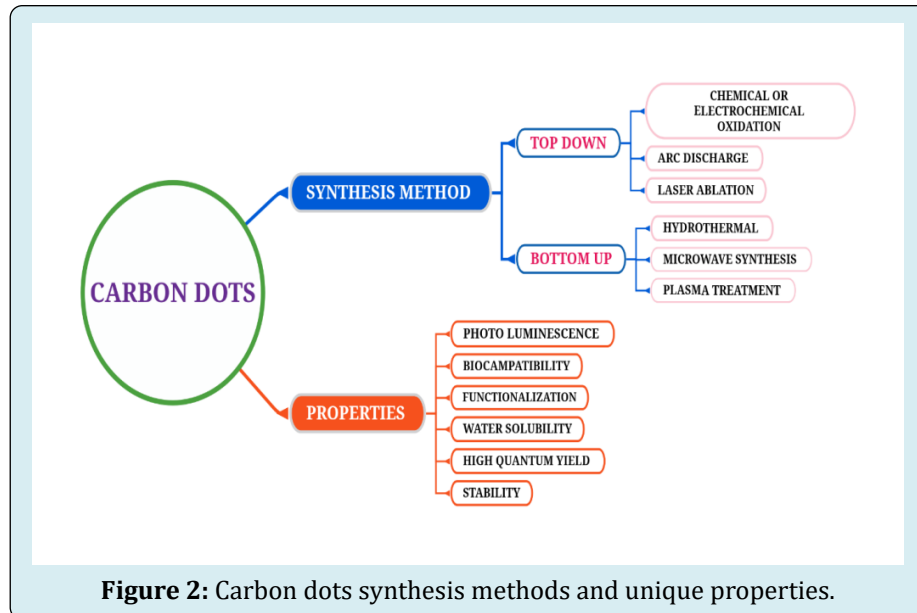 CARBON DOTS
SYNTHESIS METHOD
TOP DOWN
CHEMICAL OR
ELECTROCHEMICAL
OXIDATION
ARC DISCHARGE
LASER ABLATION
BOTTOM UP
HYDROTHERMAL
MICROWAVE SYNTHESIS
PLASMA TREATMENT
PROPERTIES
PHOTO LUMINESCENCE
BIOCAMPATIBILITY
FUNCTIONALIZATION
WATER SOLUBILITY
HIGH QUANTUM YIELD
STABILITY
Figure 2: Carbon dots synthesis methods and unique properties.